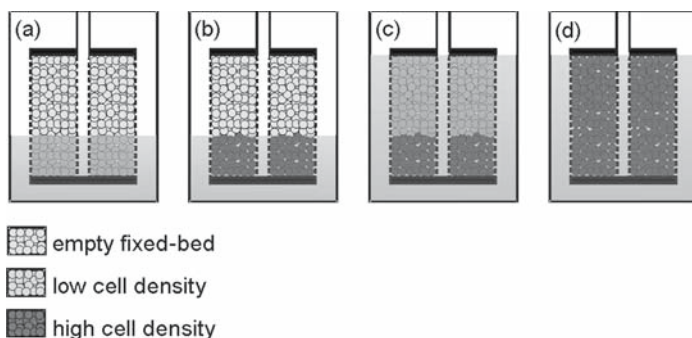 (a) (b) (c) (d)
empty fixed-bed
low cell density
high cell density